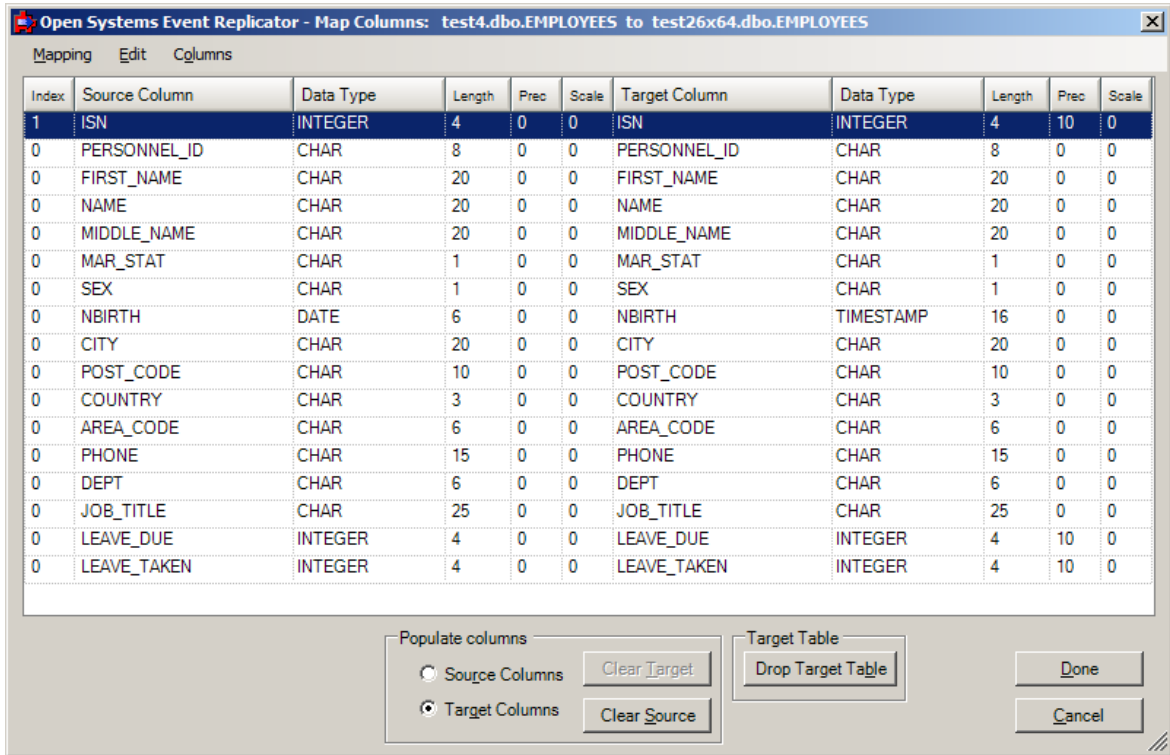 Open Systems Event Replicator - Map Columns: test4.dbo.EMPLOYEES to test26x64.dbo.EMPLOYEES
Mapping Edit Columns
Index Source Column Data Type Length Prec Scale Target Column Data Type Length Prec Scale
1 ISN INTEGER 4 0 0 ISN INTEGER 4 10 0
0 PERSONNEL_ID CHAR 8 0 0 PERSONNEL_ID CHAR 8 0 0
0 FIRST_NAME CHAR 20 0 0 FIRST_NAME CHAR 20 0 0
0 NAME CHAR 20 0 0 NAME CHAR 20 0 0
0 MIDDLE_NAME CHAR 20 0 0 MIDDLE_NAME CHAR 20 0 0
0 MAR_STAT CHAR 1 0 0 MAR_STAT CHAR 1 0 0
0 SEX CHAR 1 0 0 SEX CHAR 1 0 0
0 NBIRTH DATE 6 0 0 NBIRTH TIMESTAMP 16 0 0
0 CITY CHAR 20 0 0 CITY CHAR 20 0 0
0 POST_CODE CHAR 10 0 0 POST_CODE CHAR 10 0 0
0 COUNTRY CHAR 3 0 0 COUNTRY CHAR 3 0 0
0 AREA_CODE CHAR 6 0 0 AREA_CODE CHAR 6 0 0
0 PHONE CHAR 15 0 0 PHONE CHAR 15 0 0
0 DEPT CHAR 6 0 0 DEPT CHAR 6 0 0
0 JOB_TITLE CHAR 25 0 0 JOB_TITLE CHAR 25 0 0
0 LEAVE_DUE INTEGER 4 0 0 LEAVE_DUE INTEGER 4 10 0
0 LEAVE_TAKEN INTEGER 4 0 0 LEAVE_TAKEN INTEGER 4 10 0
Populate columns Target Table
Source Columns Clear Target Drop Target Table Done
Target Columns Clear Source Cancel